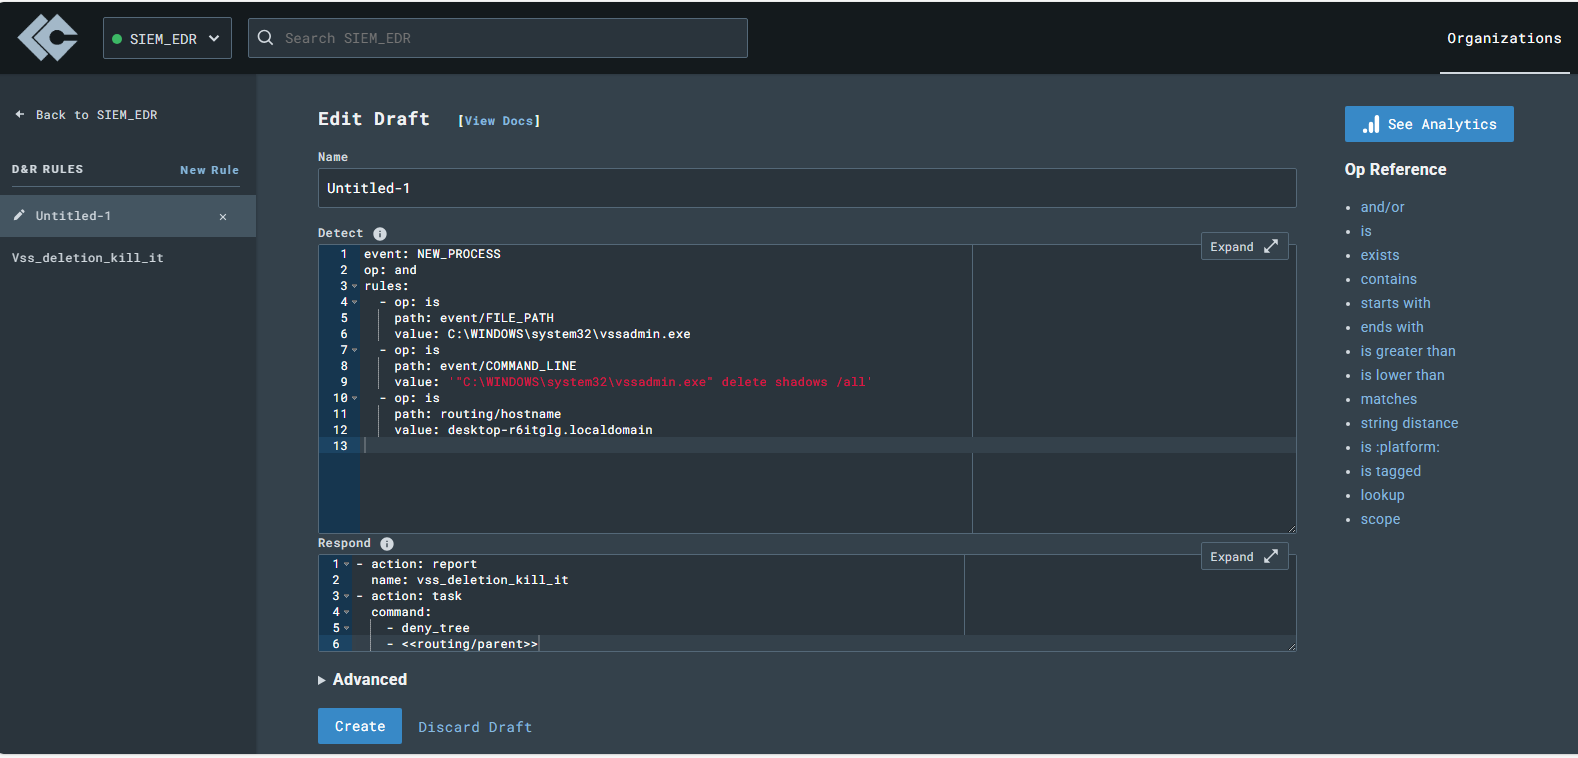 SIEM_EDR
Search SIEM_EDR
Organizations
Back to SIEM_EDR
D&R RULES
New Rule
Untitled-1
Vss_deletion_kill_it
Edit Draft
[View Docs]
Name
Untitled-1
Detect
Expand
1 event: NEW_PROCESS
2 op: and
3 rules:
4 - op: is
5 path: event/FILE_PATH
6 value: C:\WINDOWS\system32\vssadmin.exe
7 - op: is
8 path: event/COMMAND_LINE
9 value: '"C:\WINDOWS\system32\vssadmin.exe" delete shadows /all'
10 - op: is
11 path: routing/hostname
12 value: desktop-r6itglg.localdomain
13
Respond
Expand
1 - action: report
2 name: vss_deletion_kill_it
3 - action: task
4 command:
5 - deny_tree
6 - <<routing/parent>>
Advanced
Create
Discard Draft
See Analytics
Op Reference
and/or
is
exists
contains
starts with
ends with
is greater than
is lower than
matches
string distance
is :platform:
is tagged
lookup
scope